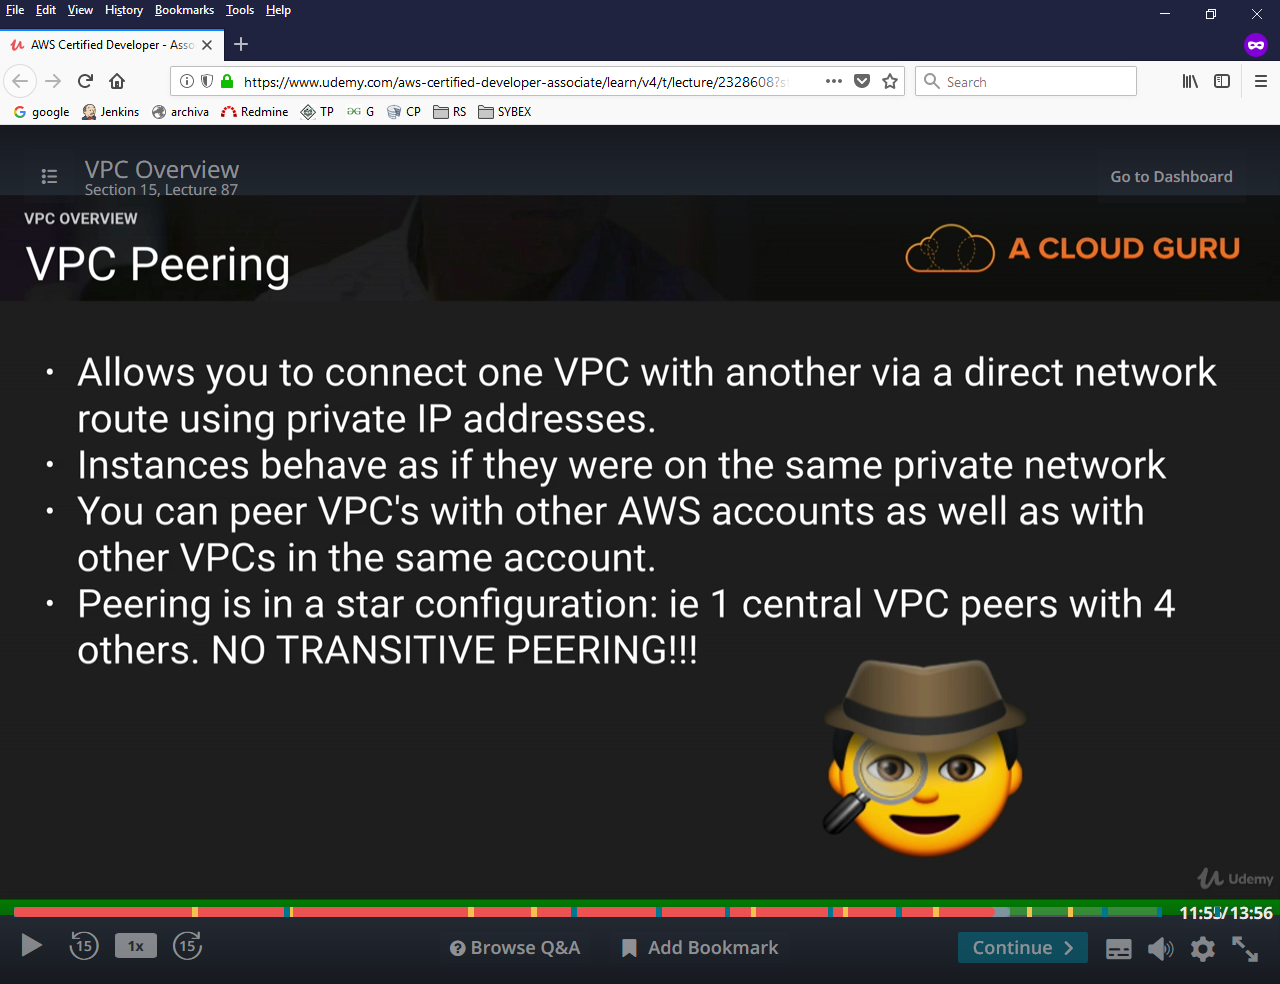 File Edit View History Bookmarks Tools Help
AWS Certified Developer - Asso
https://www.udemy.com/aws-certified-developer-associate/learn/v4/t/lecture/2328608?s
Search
google Jenkins archiva Redmine TP G CP RS SYBEX
VPC Overview
Section 15, Lecture 87
Go to Dashboard
VPC OVERVIEW
VPC Peering
A CLOUD GURU
· Allows you to connect one VPC with another via a direct network
route using private IP addresses.
· Instances behave as if they were on the same private network
· You can peer VPC's with other AWS accounts as well as with
other VPCs in the same account.
· Peering is in a star configuration: ie 1 central VPC peers with 4
others. NO TRANSITIVE PEERING!!!
Udemy
13:56
15 1x 15
Browse Q&A
Add Bookmark
Continue